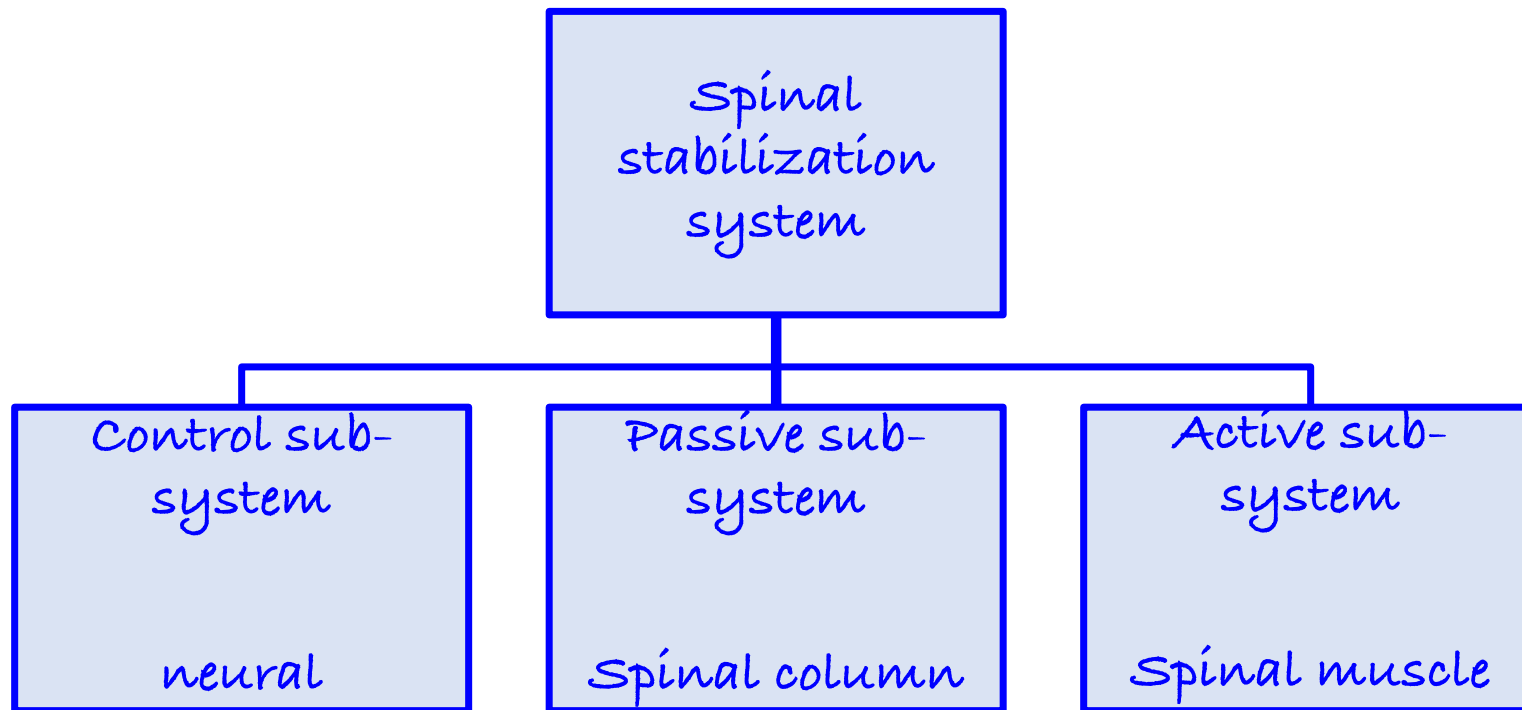 Spinal
stabilization
system
Control sub-
system
neural
Passive sub-
system
Spinal column
Active sub-
system
Spinal muscle